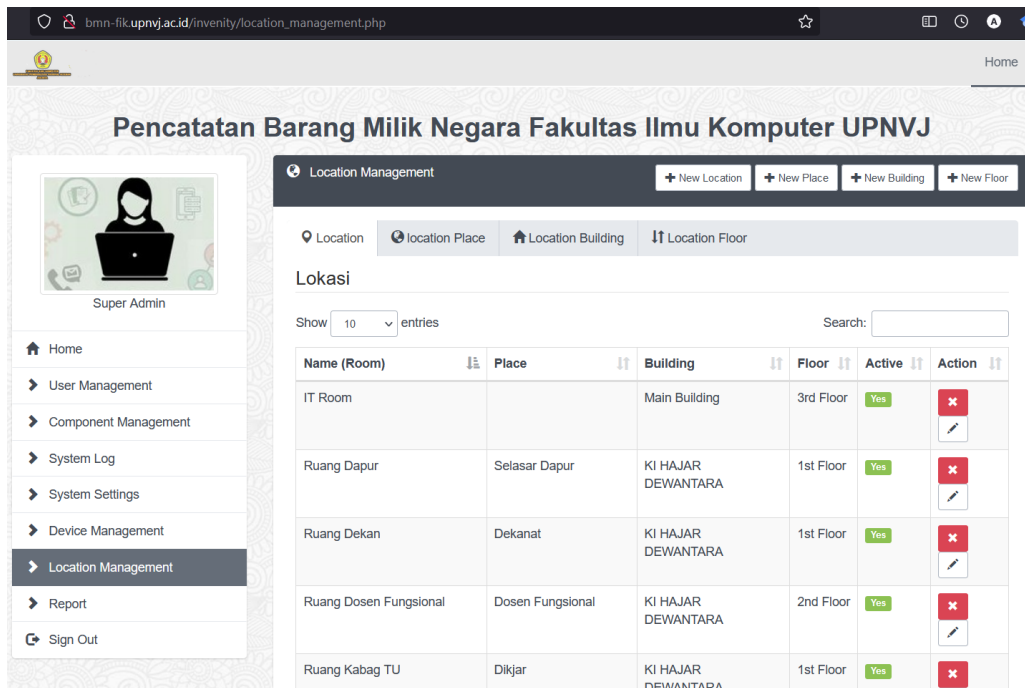 bmn-fik.upnvj.ac.id/invenity/location_management.php
A
Home
Pencatatan Barang Milik Negara Fakultas Ilmu Komputer UPNVJ
Super Admin
Home
User Management
Component Management
System Log
System Settings
Device Management
Location Management
Report
Sign Out
Location Management
New Location
New Place
New Building
New Floor
Location
location Place
Location Building
Location Floor
Lokasi
Show 10 entries
Search:
Name (Room) Place Building Floor Active Action
IT Room Main Building 3rd Floor Yes
Ruang Dapur Selasar Dapur KI HAJAR 1st Floor Yes
DEWANTARA
Ruang Dekan Dekanat KI HAJAR 1st Floor Yes
DEWANTARA
Ruang Dosen Fungsional Dosen Fungsional KI HAJAR 2nd Floor Yes
DEWANTARA
Ruang Kabag TU Dikjar KI HAJAR 1st Floor Yes
DEWANTARA